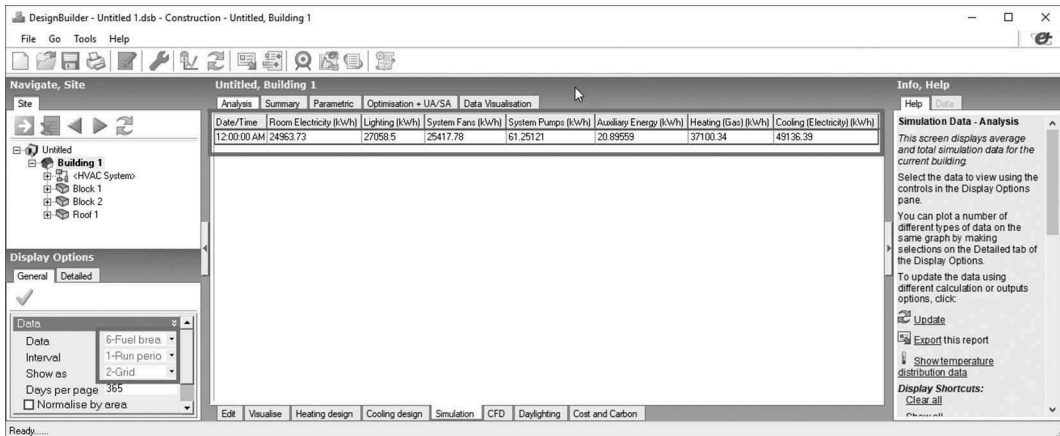 DesignBuilder - Untitled 1.dsb - Construction - Untitled, Building 1
File Go Tools Help
Navigate, Site
Site
Untitled
Building 1
<HVAC System>
Block 1
Block 2
Roof 1
Display Options
General Detailed
Data
Data 6-Fuel brea
Interval 1-Run perio
Show as 2-Grid
Days per page 365
Normalise by area
Untitled, Building 1
Analysis Summary Parametric Optimisation + UA/SA Data Visualisation
Date/Time Room Electricity (kWh) Lighting (kWh) System Fans (kWh) System Pumps (kWh) Auxiliary Energy (kWh) Heating (Gas) (kWh) Cooling (Electricity) (kWh)
12:00:00 AM 24963.73 27058.5 25417.78 61.25121 20.89559 37100.34 49136.39
Edit Visualise Heating design Cooling design Simulation CFD Daylighting Cost and Carbon
Info, Help
Help Data
Simulation Data - Analysis
This screen displays average
and total simulation data for the
current building.
Select the data to view using the
controls in the Display Options
pane.
You can plot a number of
different types of data on the
same graph by making
selections on the Detailed tab of
the Display Options.
To update the data using
different calculation or outputs
options, click:
Update
Export this report
Show temperature
distribution data
Display Shortcuts:
Clear all
Ready......